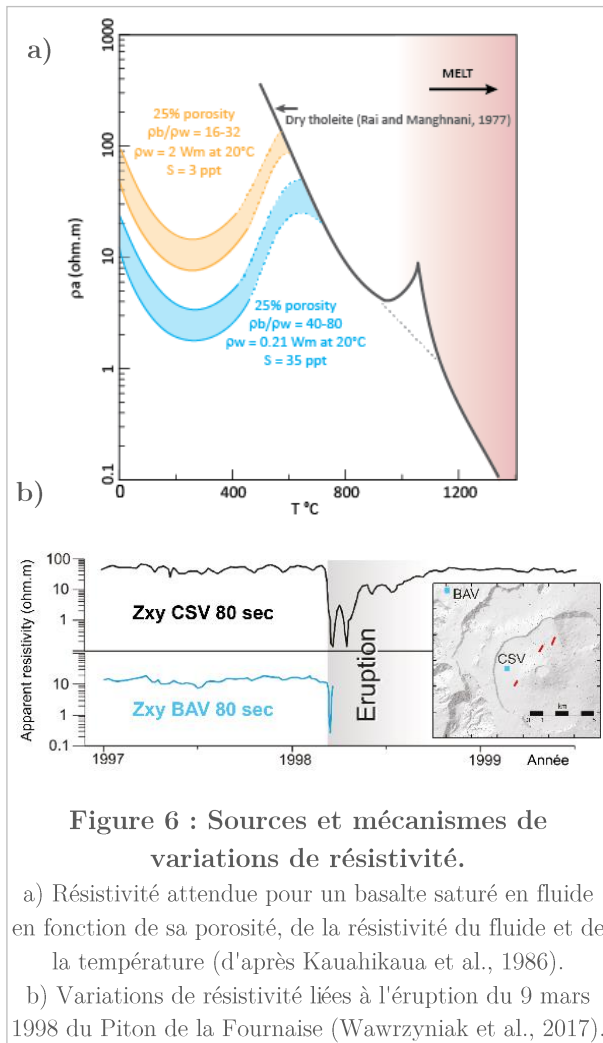 a)
1000
100
10
1
0.1
ρa (ohm.m)
MELT
Dry tholeite (Rai and Manghnani, 1977)
25% porosity
ρb/ρw = 16-32
ρw = 2 Wm at 20°C
S = 3 ppt
25% porosity
ρb/ρw = 40-80
ρw = 0.21 Wm at 20°C
S = 35 ppt
0 400 800 1200
T °C
b)
Apparent resistivity (ohm.m)
100
10
1
Zxy CSV 80 sec
10
1
0.1
Zxy BAV 80 sec
Eruption
BAV
CSV
km
1997 1998 1999 Année
Figure 6 : Sources et mécanismes de
variations de résistivité.
a) Résistivité attendue pour un basalte saturé en fluide
en fonction de sa porosité, de la résistivité du fluide et de
la température (d'après Kauahikaua et al., 1986).
b) Variations de résistivité liées à l'éruption du 9 mars
1998 du Piton de la Fournaise (Wawrzyniak et al., 2017).